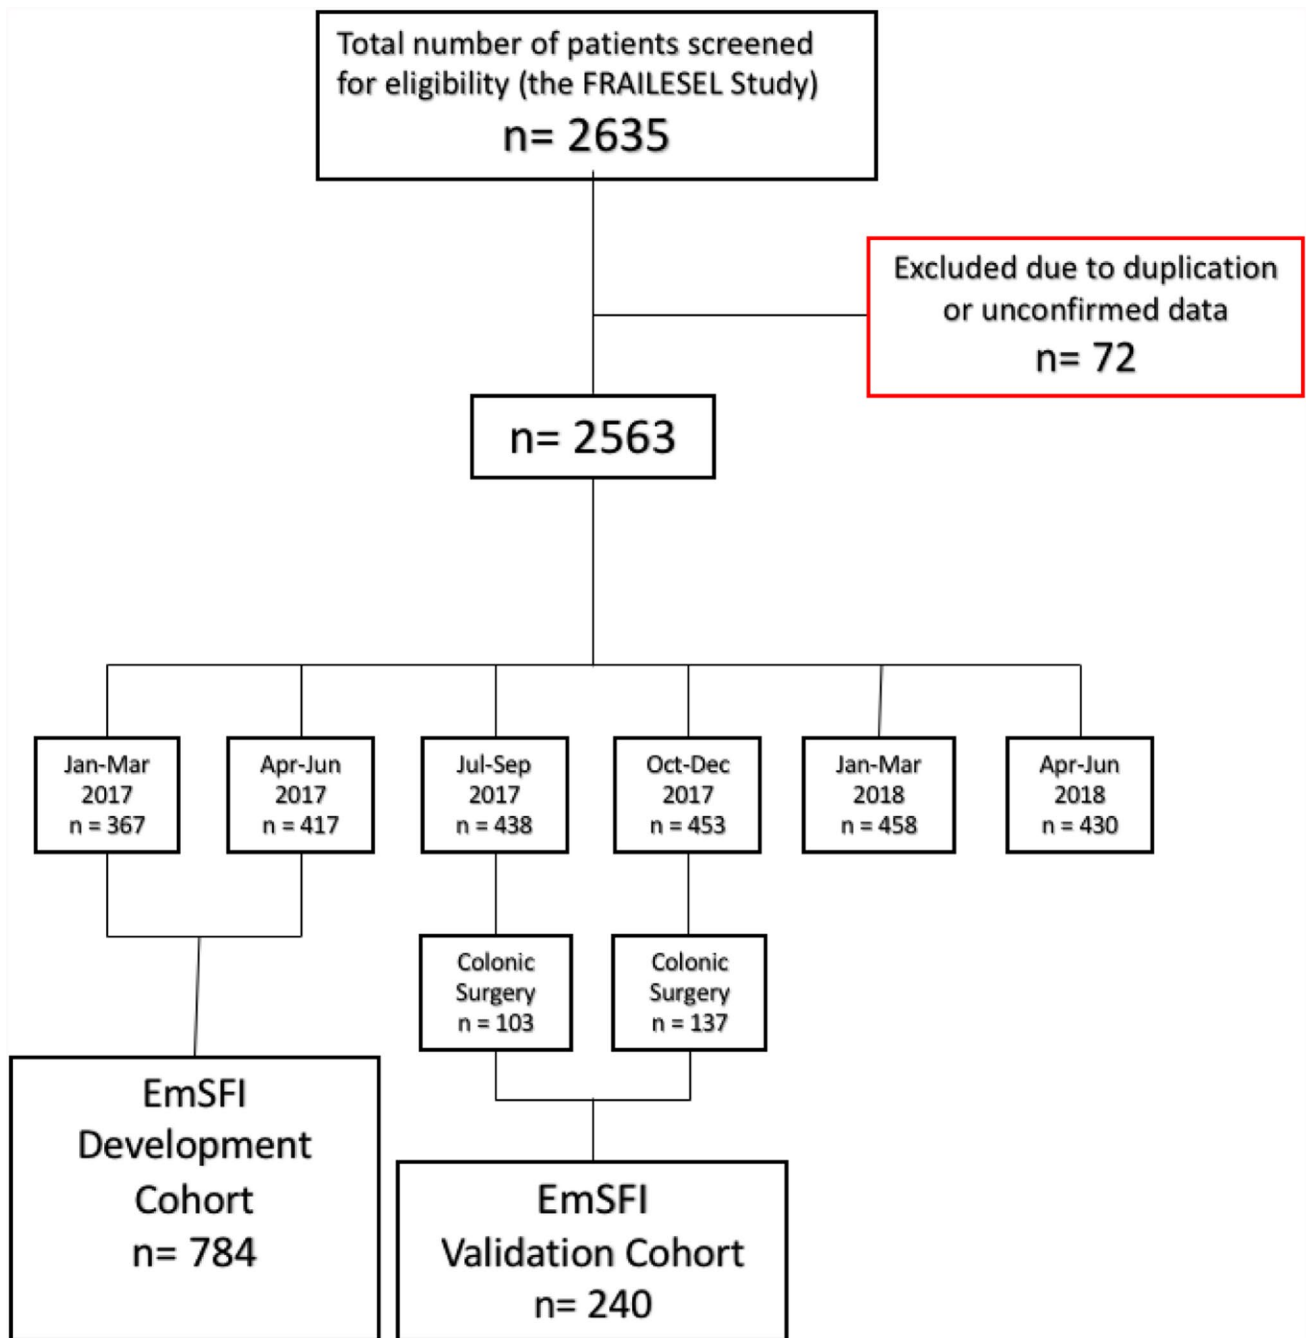 Total number of patients screened
for eligibility (the FRAILESEL Study)
n= 2635
Excluded due to duplication
or unconfirmed data
n= 72
n= 2563
Jan-Mar
2017
n = 367
Apr-Jun
2017
n = 417
Jul-Sep
2017
n = 438
Oct-Dec
2017
n = 453
Jan-Mar
2018
n = 458
Apr-Jun
2018
n = 430
Colonic
Surgery
n = 103
Colonic
Surgery
n = 137
EmSFI
Development
Cohort
n= 784
EmSFI
Validation Cohort
n= 240